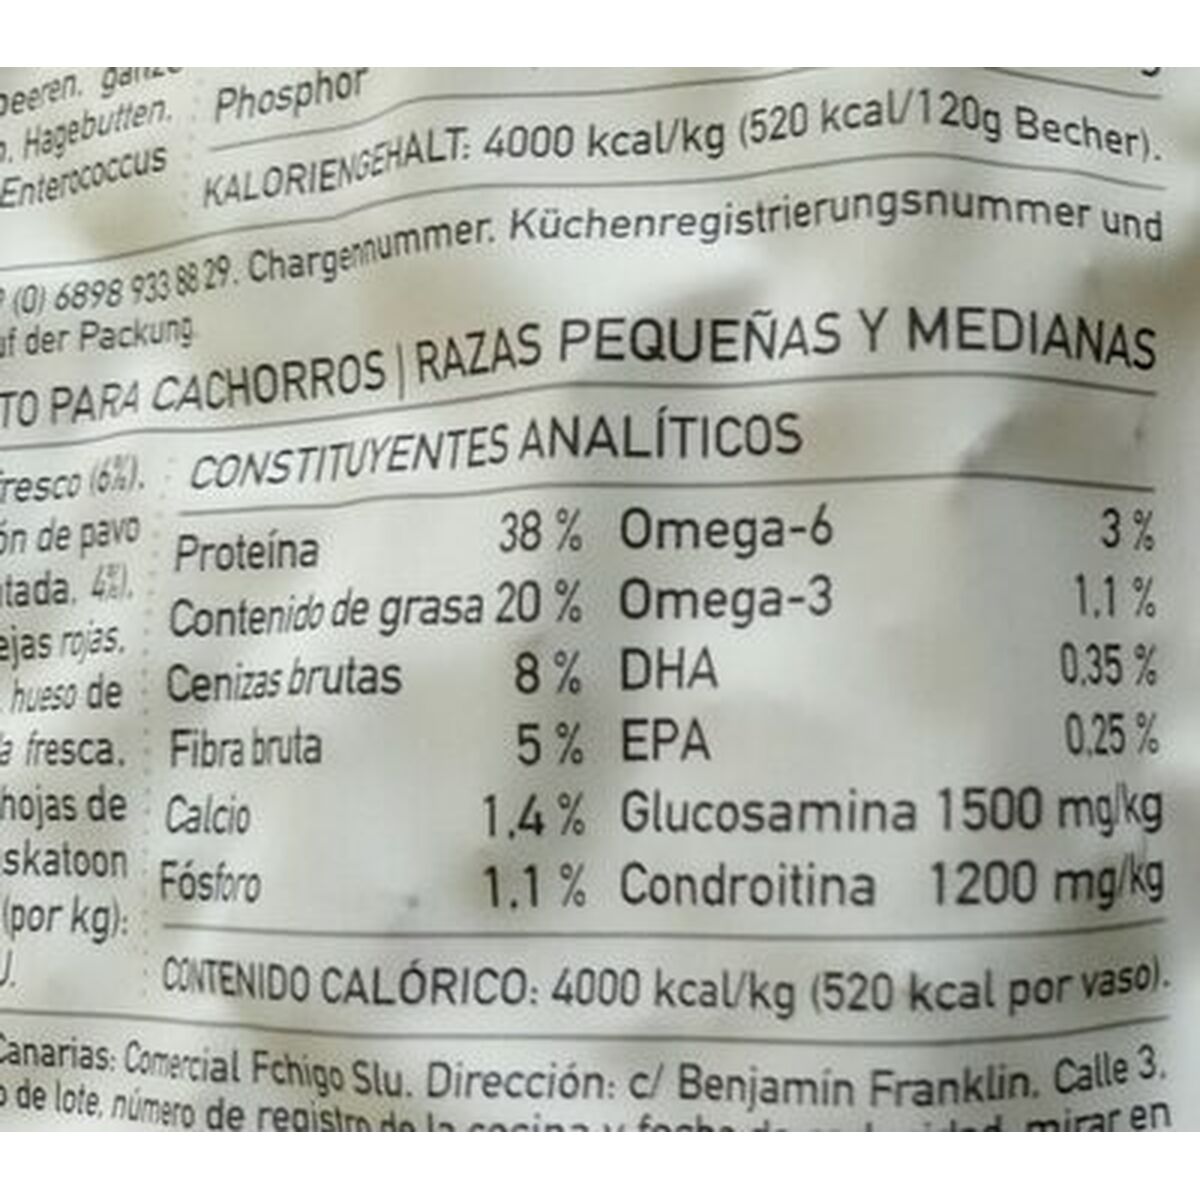 beeren, ganze
Hagebutten,
Enterococcus
Phosphor
KALORIENGEHALT: 4000 kcal/kg (520 kcal/120g Becher).
(0) 6898 933 88 29. Chargennummer. Küchenregistrierungsnummer und
uf der Packung
TO PARA CACHORROS | RAZAS PEQUEÑAS Y MEDIANAS
fresco (6%),
ón de pavo
tada, 4%),
ejas rojas,
hueso de
a fresca,
hojas de
skatoon
(por kg):
CONSTITUYENTES ANALÍTICOS
Proteína 38 % Omega-6 3 %
Contenido de grasa 20 % Omega-3 1,1 %
Cenizas brutas 8 % DHA 0,35 %
Fibra bruta 5 % EPA 0,25 %
Calcio 1,4 % Glucosamina 1500 mg/kg
Fósforo 1,1 % Condroitina 1200 mg/kg
CONTENIDO CALÓRICO: 4000 kcal/kg (520 kcal por vaso).
Canarias: Comercial Fchigo Slu. Dirección: c/ Benjamín Franklin, Calle 3,
de lote, número de registro de la cocina y fecha de mirar en